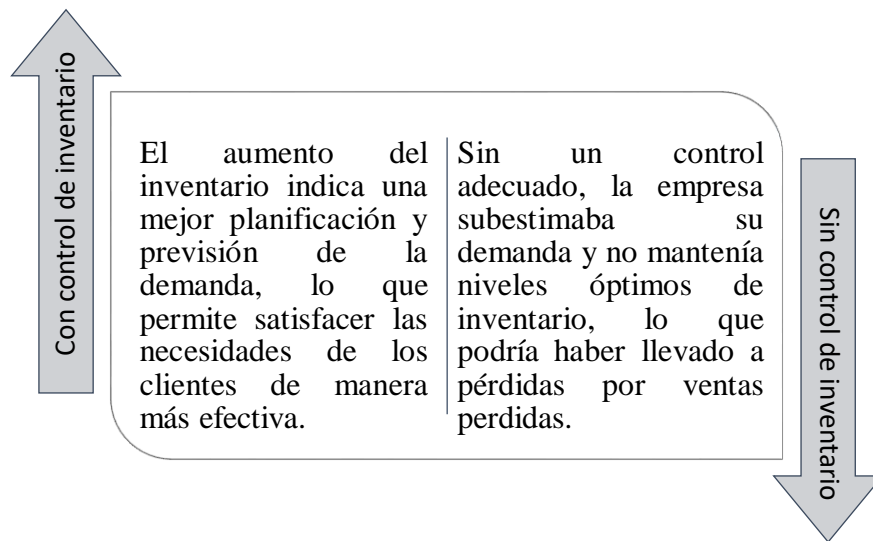 Con control de inventario
El aumento del
inventario indica una
mejor planificación y
previsión de la
demanda, lo que
permite satisfacer las
necesidades de los
clientes de manera
más efectiva.
Sin un control
adecuado, la empresa
subestimaba su
demanda y no mantenía
niveles óptimos de
inventario, lo que
podría haber llevado a
pérdidas por ventas
perdidas.
Sin control de inventario